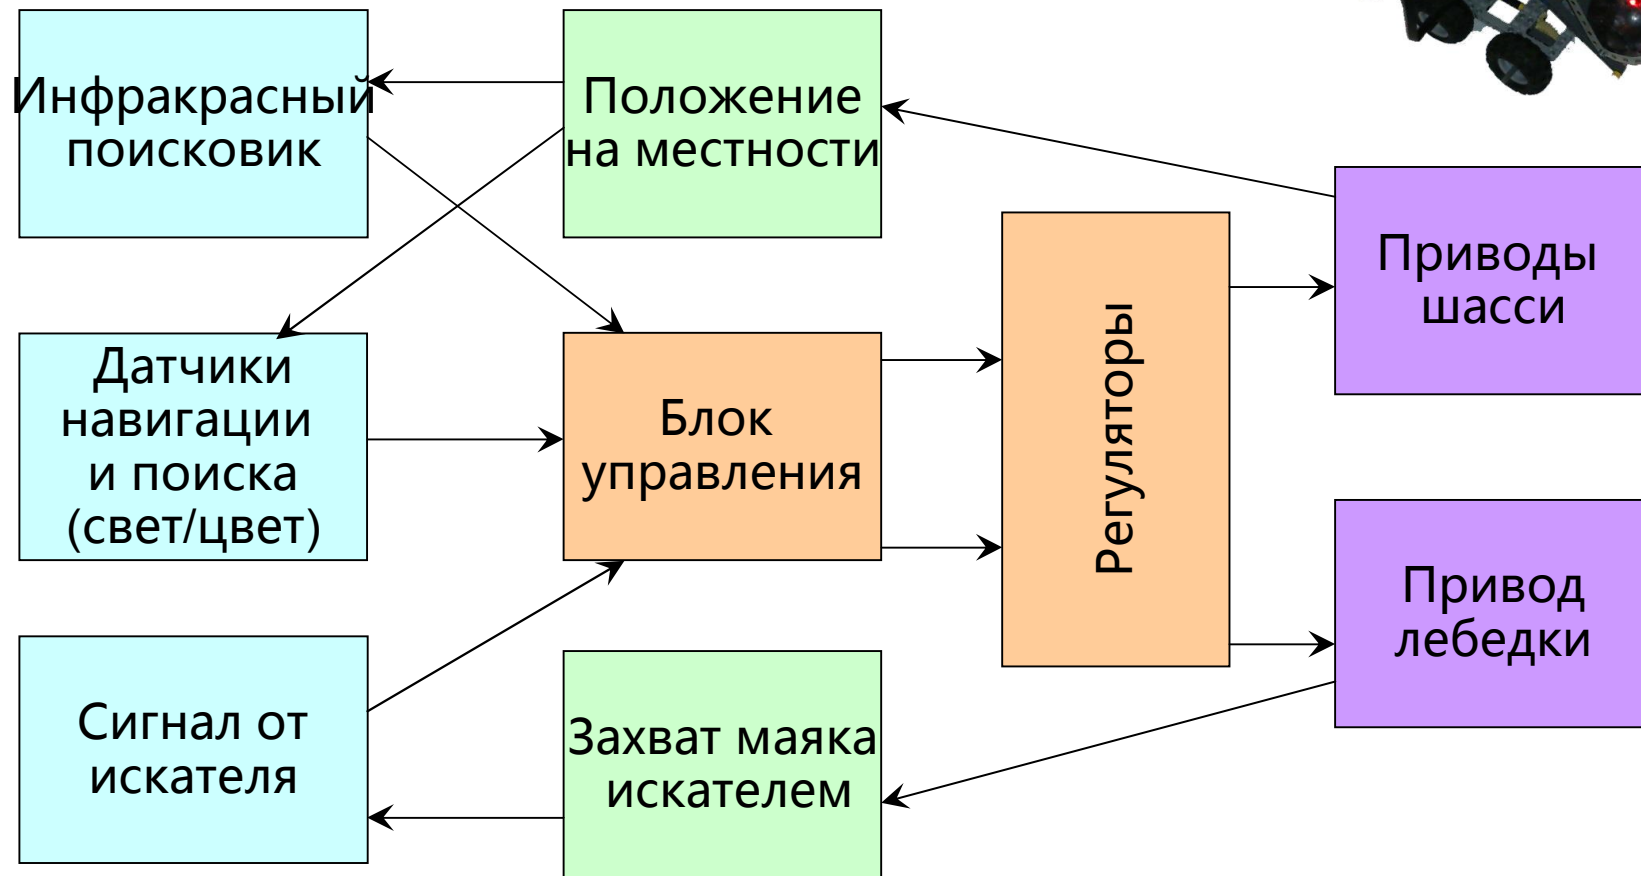 Инфракрасный
поисковик
Положение
на местности
Приводы
шасси
Регуляторы
Датчики
навигации
и поиска
(свет/цвет)
Блок
управления
Привод
лебедки
Сигнал от
искателя
Захват маяка
искателем